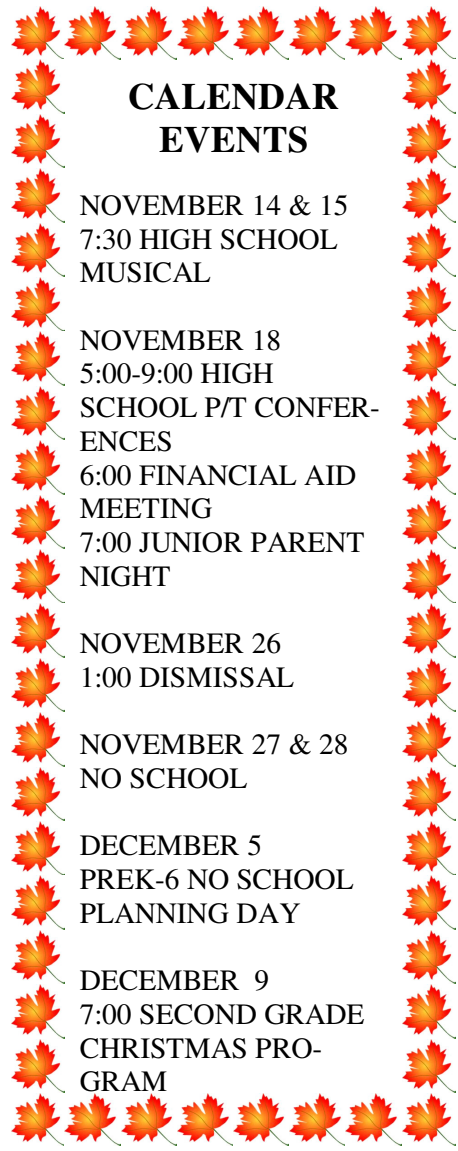 CALENDAR
EVENTS
NOVEMBER 14 & 15
7:30 HIGH SCHOOL
MUSICAL
NOVEMBER 18
5:00-9:00 HIGH
SCHOOL P/T CONFER-
ENCES
6:00 FINANCIAL AID
MEETING
7:00 JUNIOR PARENT
NIGHT
NOVEMBER 26
1:00 DISMISSAL
NOVEMBER 27 & 28
NO SCHOOL
DECEMBER 5
PREK-6 NO SCHOOL
PLANNING DAY
DECEMBER  9
7:00 SECOND GRADE
CHRISTMAS PRO-
GRAM